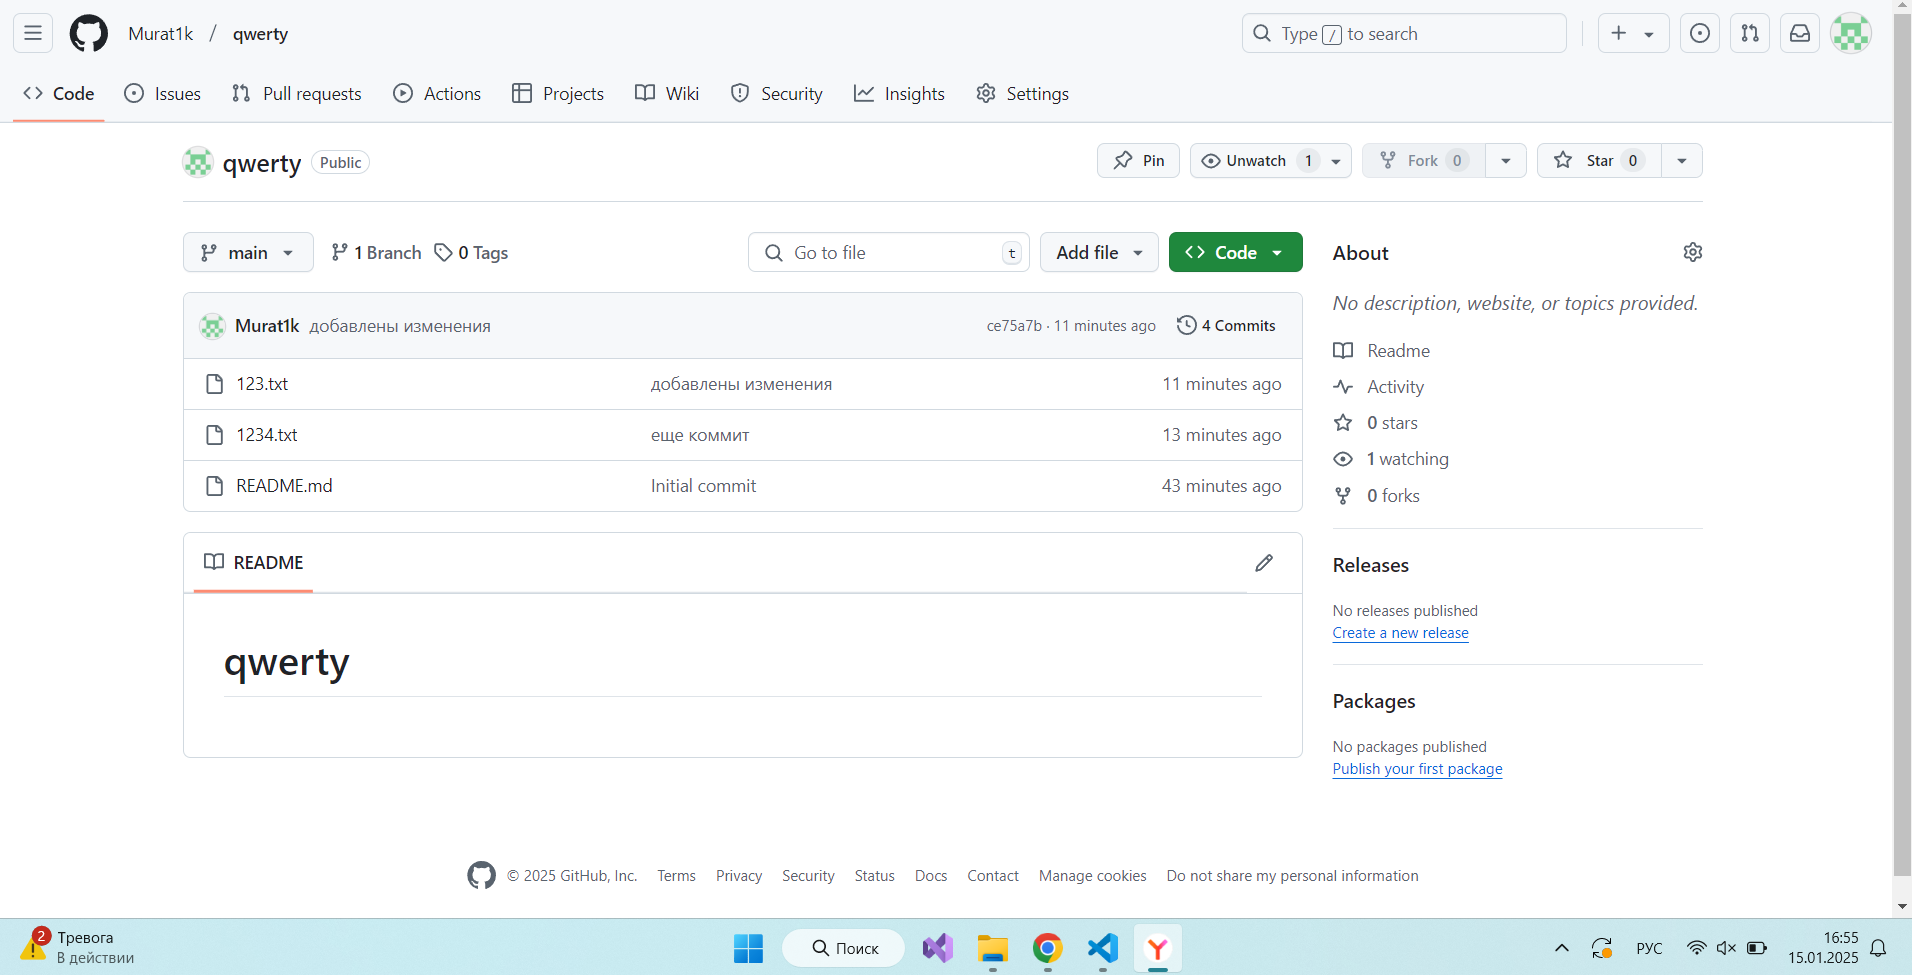 Murat1k / qwerty
Type / to search
Code Issues Pull requests Actions Projects Wiki Security Insights Settings
qwerty Public
Pin Unwatch 1 Fork 0 Star 0
main 1 Branch 0 Tags
Go to file t Add file Code
Murat1k добавлены изменения ce75a7b · 11 minutes ago 4 Commits
123.txt добавлены изменения 11 minutes ago
1234.txt еще коммит 13 minutes ago
README.md Initial commit 43 minutes ago
README
qwerty
About
No description, website, or topics provided.
Readme
Activity
0 stars
1 watching
0 forks
Releases
No releases published
Create a new release
Packages
No packages published
Publish your first package
© 2025 GitHub, Inc. Terms Privacy Security Status Docs Contact Manage cookies Do not share my personal information
2 Тревога
В действии
Поиск
РУС
16:55
15.01.2025